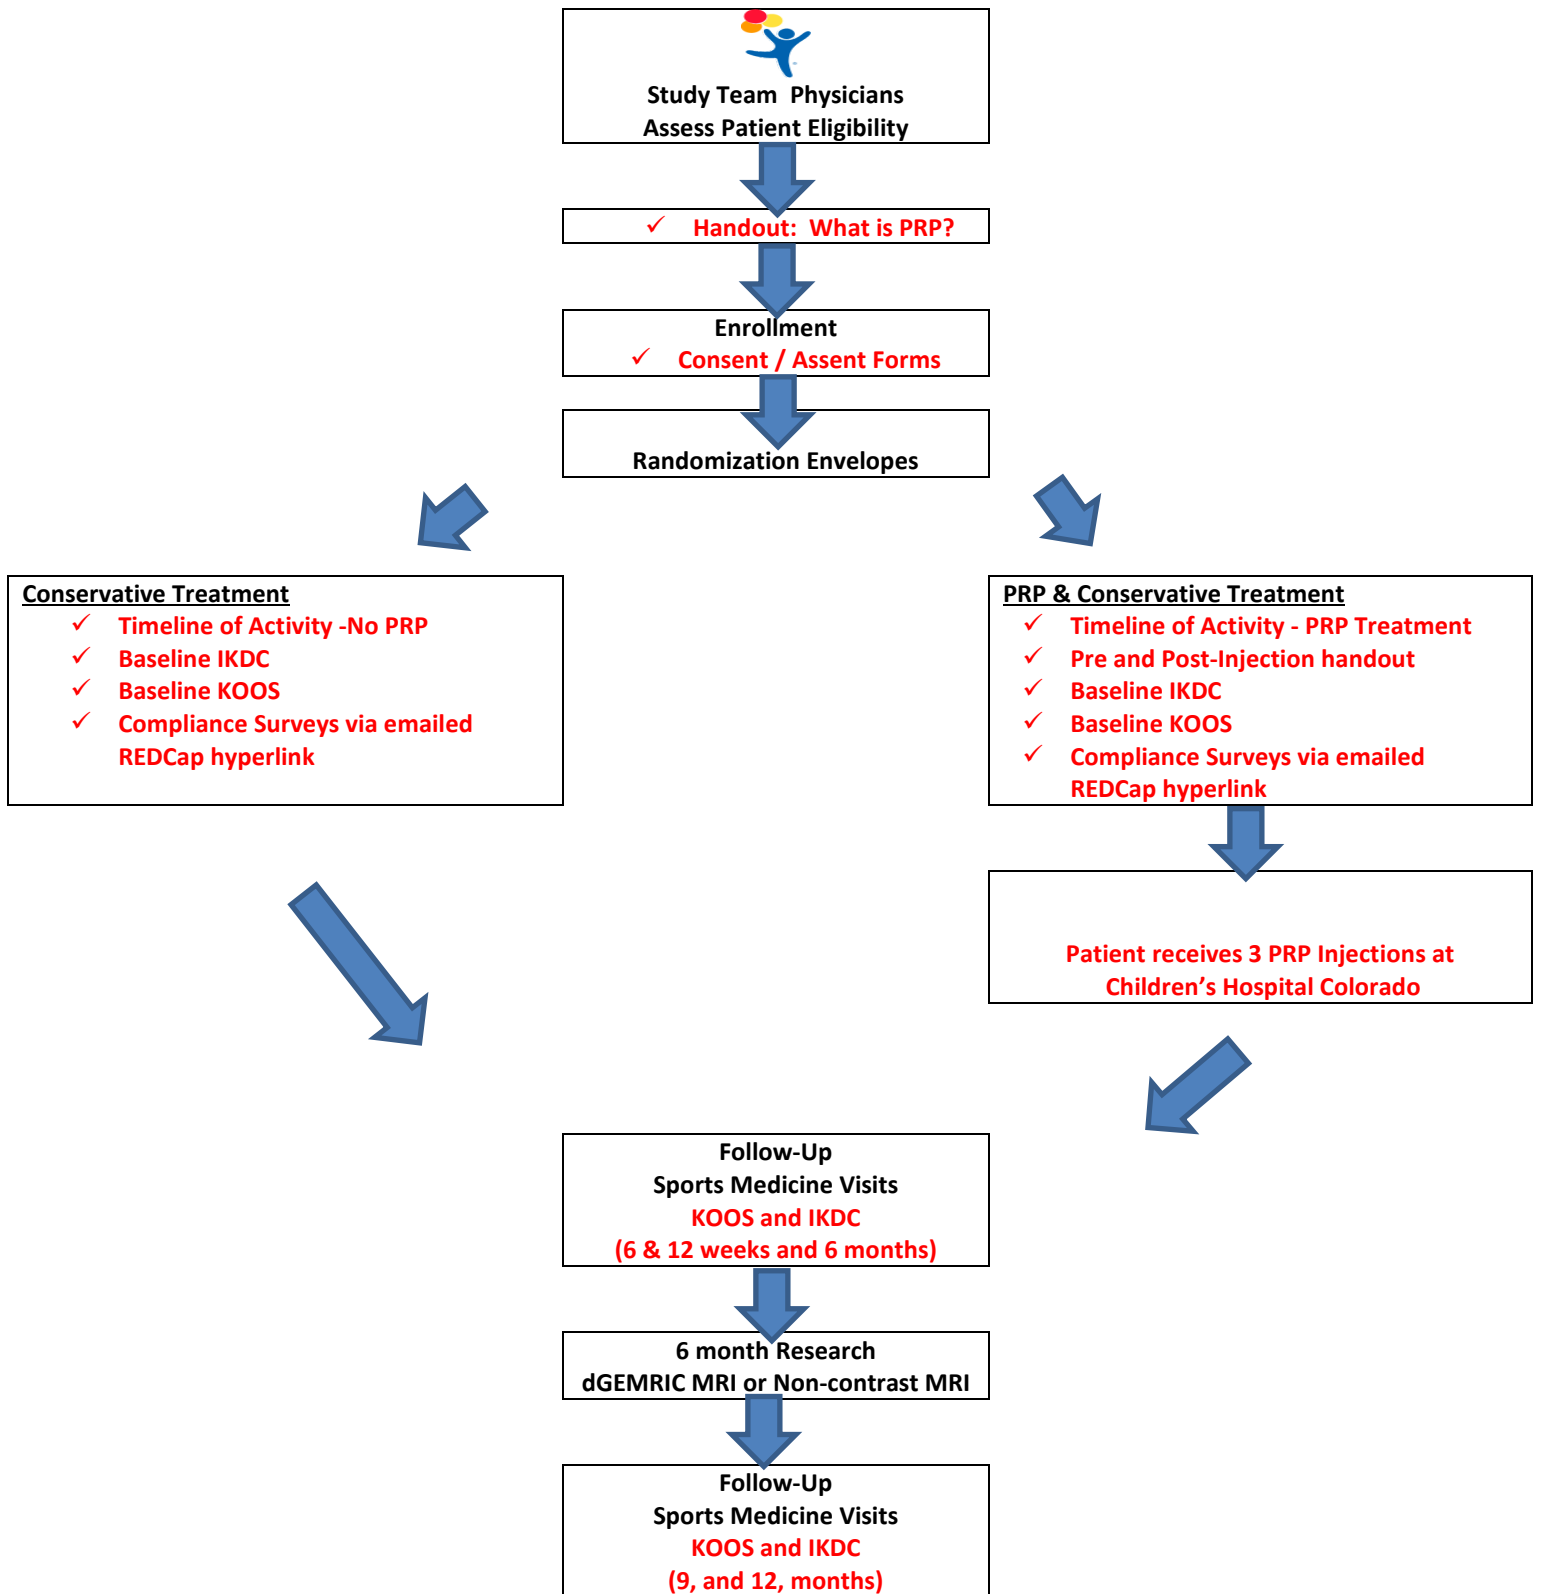 Study Team  Physicians
Assess Patient Eligibility
✓ Handout:  What is PRP?
Enrollment
✓ Consent / Assent Forms
Randomization Envelopes
Conservative Treatment
✓ Timeline of Activity -No PRP
✓ Baseline IKDC
✓ Baseline KOOS
✓ Compliance Surveys via emailed
REDCap hyperlink
PRP & Conservative Treatment
✓ Timeline of Activity - PRP Treatment
✓ Pre and Post-Injection handout
✓ Baseline IKDC
✓ Baseline KOOS
✓ Compliance Surveys via emailed
REDCap hyperlink
Patient receives 3 PRP Injections at
Children’s Hospital Colorado
Follow-Up
Sports Medicine Visits
KOOS and IKDC
(6 & 12 weeks and 6 months)
6 month Research
dGEMRIC MRI or Non-contrast MRI
Follow-Up
Sports Medicine Visits
KOOS and IKDC
(9, and 12, months)